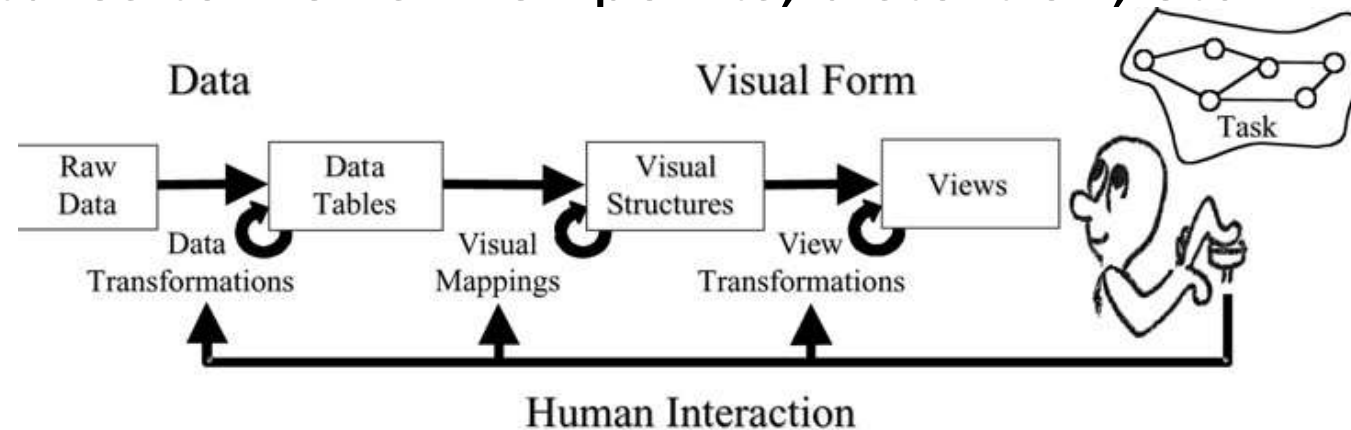 Data
Visual Form
Task
Raw
Data
Data
Tables
Visual
Structures
Views
Data
Transformations
Visual
Mappings
View
Transformations
Human Interaction